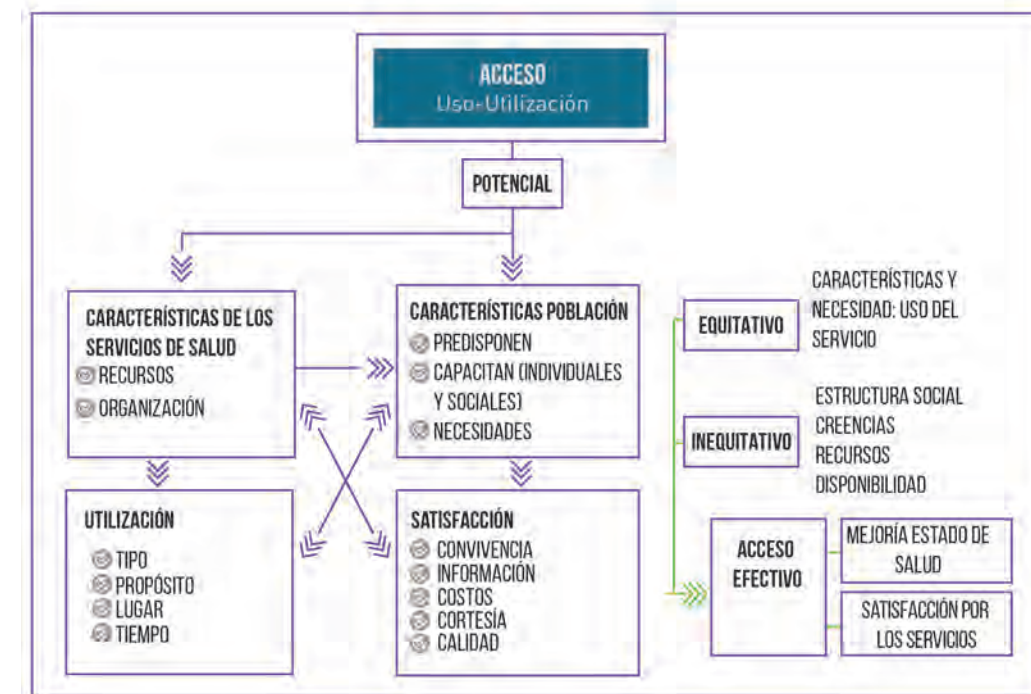 ACCESO
Uso-Utilización
POTENCIAL
CARACTERÍSTICAS DE LOS
SERVICIOS DE SALUD
RECURSOS
ORGANIZACIÓN
CARACTERÍSTICAS POBLACIÓN
PREDISPONEN
CAPACITAN (INDIVIDUALES
Y SOCIALES)
NECESIDADES
UTILIZACIÓN
TIPO
PROPÓSITO
LUGAR
TIEMPO
SATISFACCIÓN
CONVIVENCIA
INFORMACIÓN
COSTOS
CORTESÍA
CALIDAD
EQUITATIVO
CARACTERÍSTICAS Y
NECESIDAD: USO DEL
SERVICIO
INEQUITATIVO
ESTRUCTURA SOCIAL
CREENCIAS
RECURSOS
DISPONIBILIDAD
ACCESO
EFECTIVO
MEJORÍA ESTADO DE
SALUD
SATISFACCIÓN POR
LOS SERVICIOS